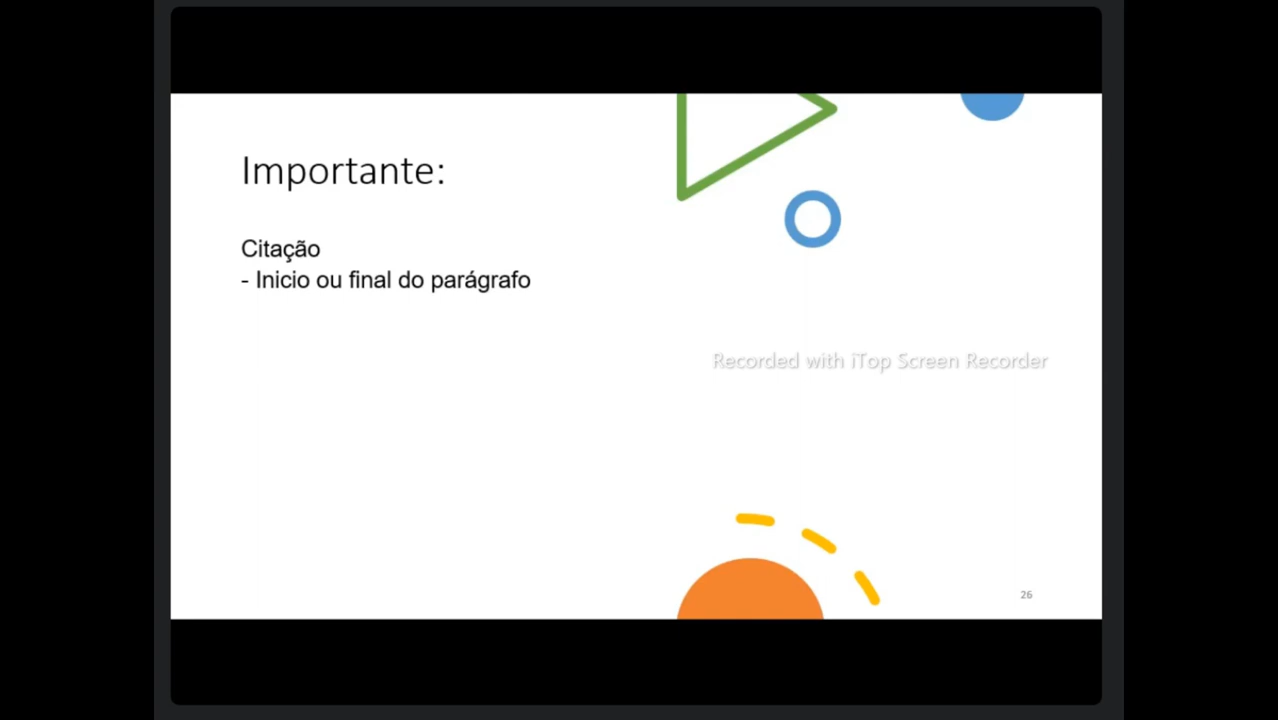 Importante:
Citação
- Inicio ou final do parágrafo
Recorded with iTop Screen Recorder
26